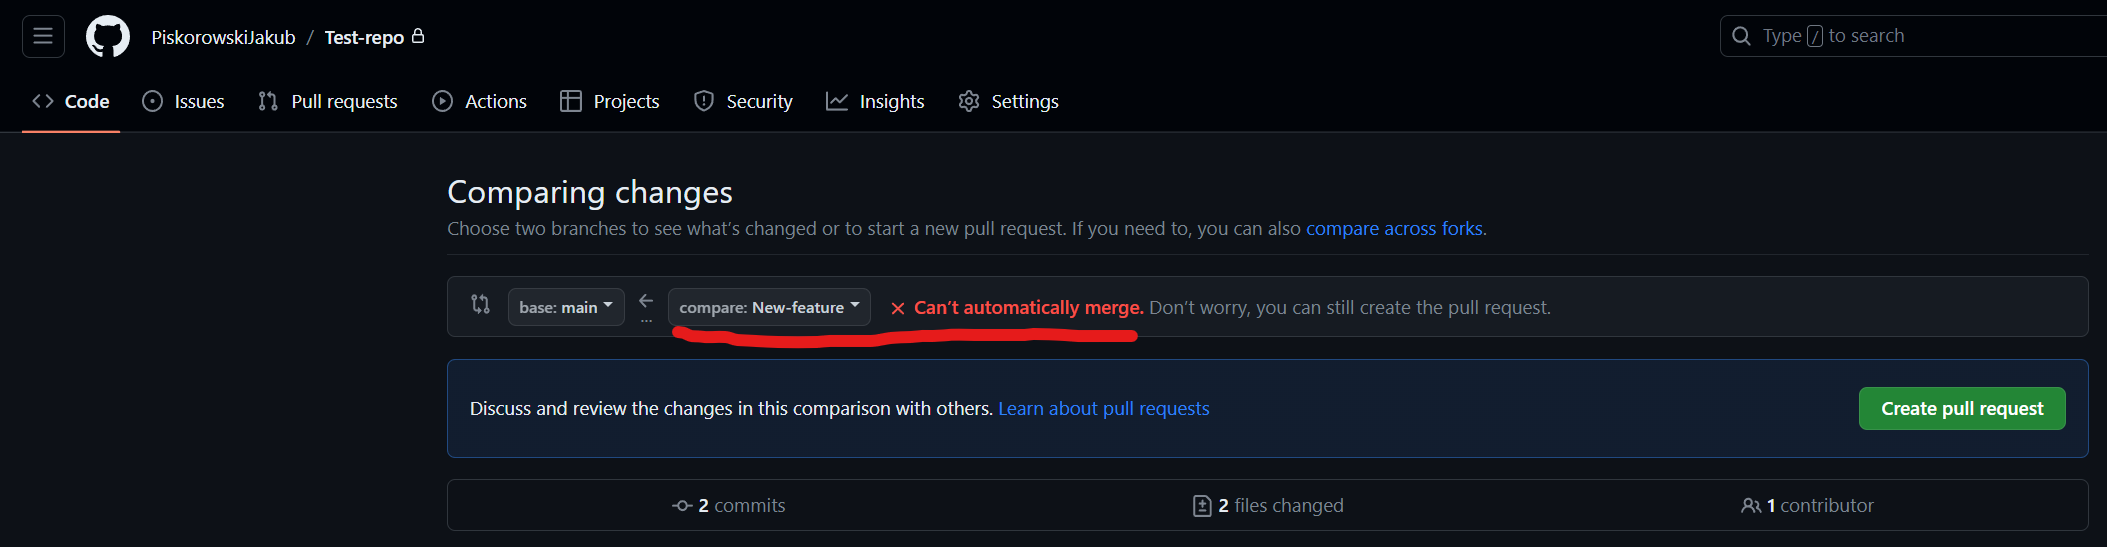 PiskorowskiJakub / Test-repo
Type / to search
Code Issues Pull requests Actions Projects Security Insights Settings
Comparing changes
Choose two branches to see what’s changed or to start a new pull request. If you need to, you can also compare across forks.
base: main ← compare: New-feature × Can’t automatically merge. Don’t worry, you can still create the pull request.
...
Discuss and review the changes in this comparison with others. Learn about pull requests
Create pull request
2 commits
2 files changed
1 contributor